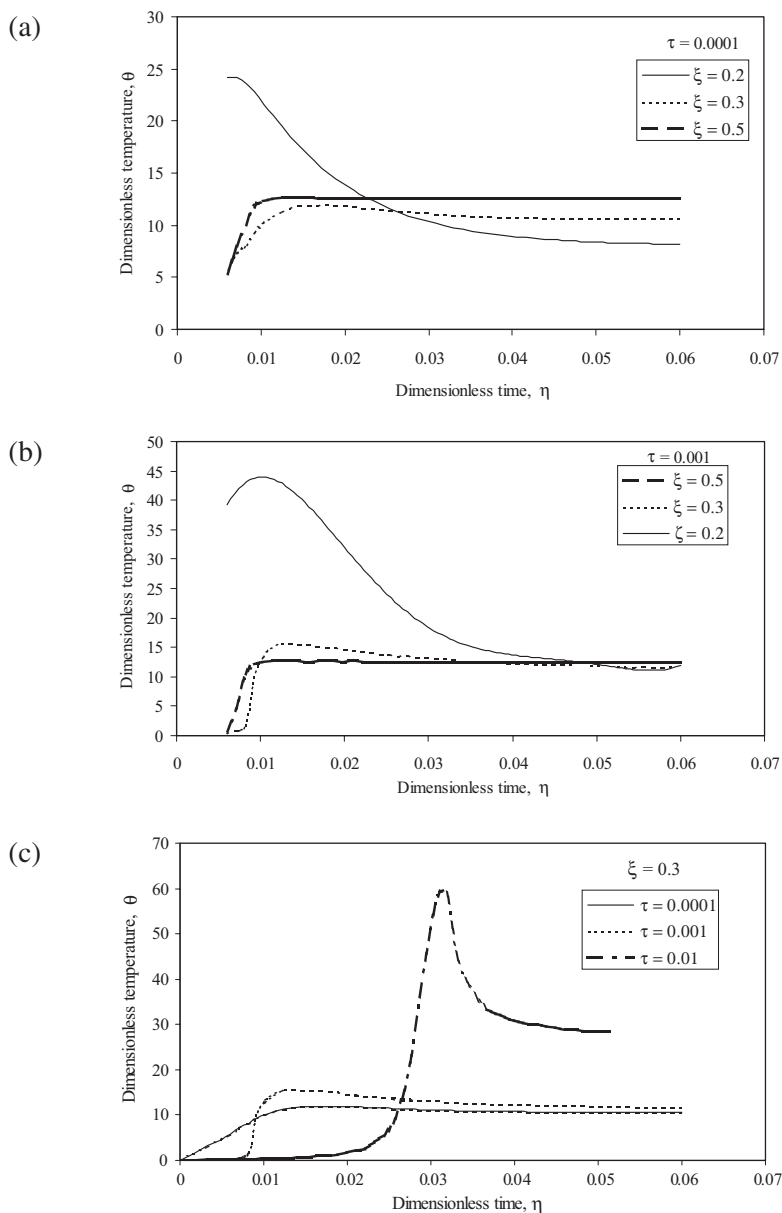 (a)
30
25
20
15
10
5
0
Dimensionless temperature, θ
τ = 0.0001
ξ = 0.2
ξ = 0.3
ξ = 0.5
0 0.01 0.02 0.03 0.04 0.05 0.06 0.07
Dimensionless time, η
(b)
50
45
40
35
30
25
20
15
10
5
0
Dimensionless temperature, θ
τ = 0.001
ξ = 0.5
ξ = 0.3
ζ = 0.2
0 0.01 0.02 0.03 0.04 0.05 0.06 0.07
Dimensionless time, η
(c)
70
60
50
40
30
20
10
0
Dimensionless temperature, θ
ξ = 0.3
τ = 0.0001
τ = 0.001
τ = 0.01
0 0.01 0.02 0.03 0.04 0.05 0.06 0.07
Dimensionless time, η